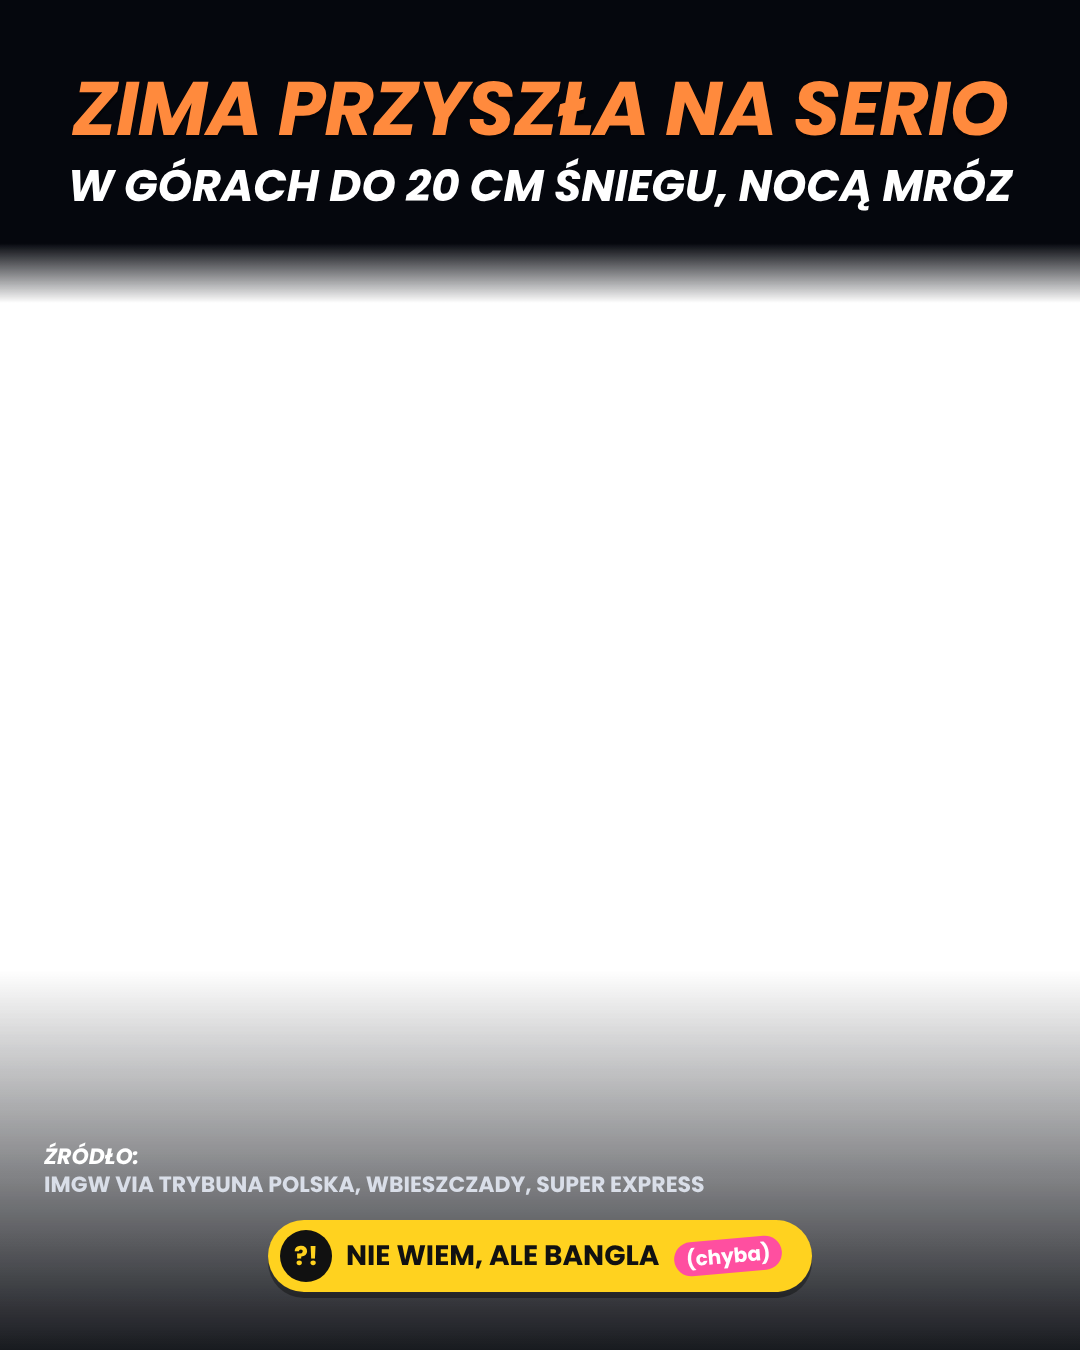 ZIMA PRZYSZŁA NA SERIO
W GÓRACH DO 20 CM ŚNIEGU, NOCĄ MRÓZ
ŹRÓDŁO:
IMGW VIA TRYBUNA POLSKA, WBIESZCZADY, SUPER EXPRESS
?! NIE WIEM, ALE BANGLA (chyba)